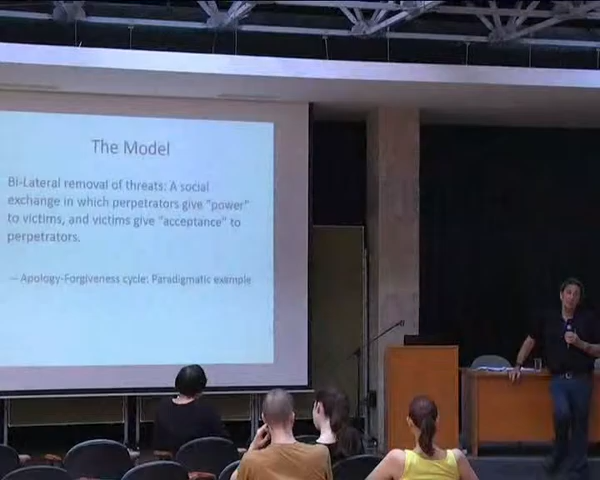 The Model
Bi-Lateral removal of threats: A social
exchange in which perpetrators give "power"
to victims, and victims give "acceptance" to
perpetrators.
— Apology-Forgiveness cycle: Paradigmatic example